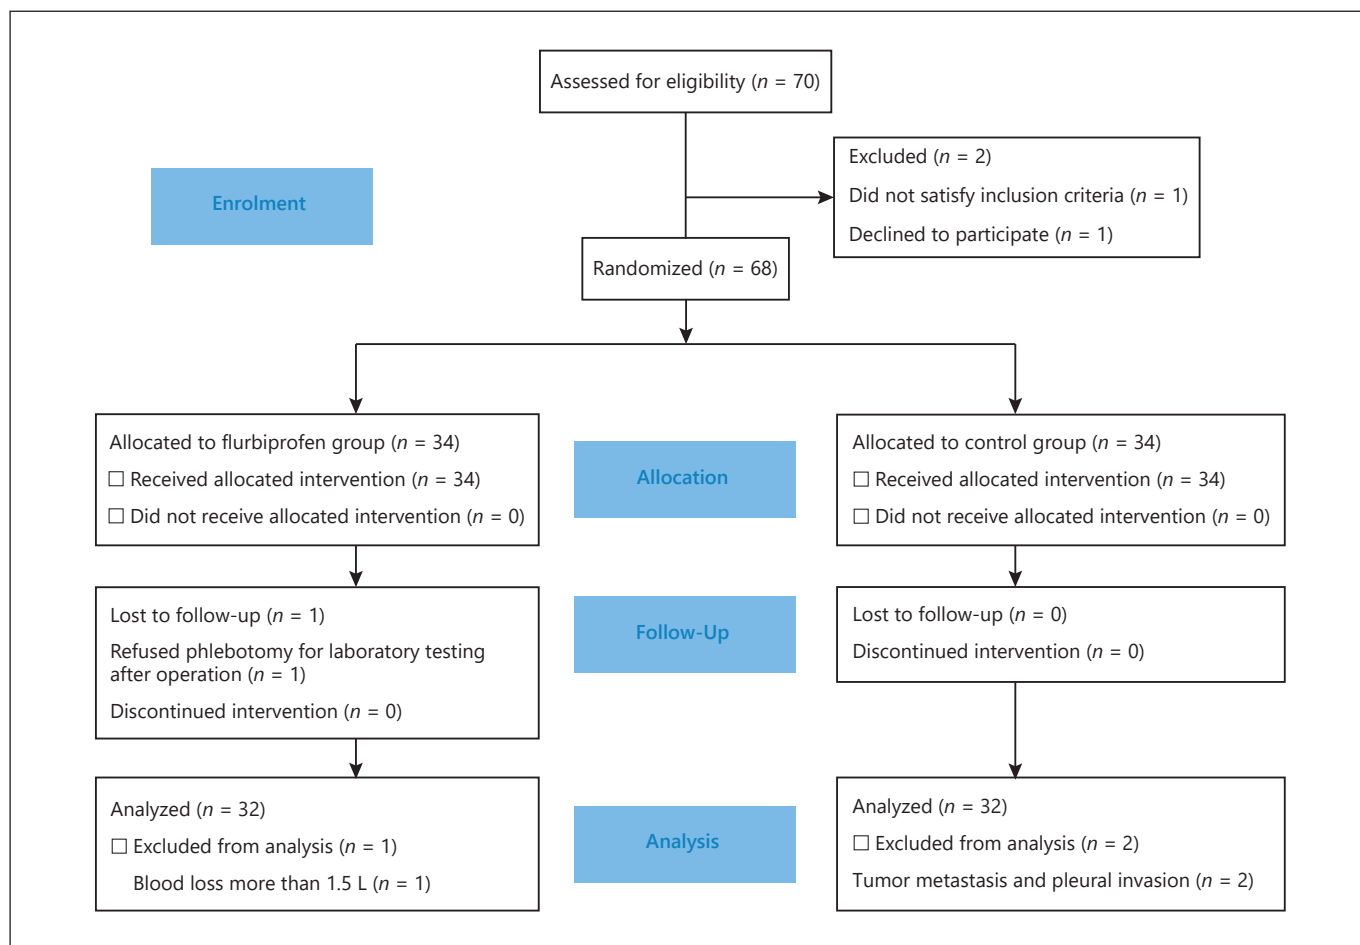 Assessed for eligibility (n = 70)
Excluded (n = 2)
Did not satisfy inclusion criteria (n = 1)
Declined to participate (n = 1)
Enrolment
Randomized (n = 68)
Allocated to flurbiprofen group (n = 34)
☐ Received allocated intervention (n = 34)
☐ Did not receive allocated intervention (n = 0)
Allocation
Allocated to control group (n = 34)
☐ Received allocated intervention (n = 34)
☐ Did not receive allocated intervention (n = 0)
Lost to follow-up (n = 1)
Refused phlebotomy for laboratory testing
after operation (n = 1)
Discontinued intervention (n = 0)
Follow-Up
Lost to follow-up (n = 0)
Discontinued intervention (n = 0)
Analyzed (n = 32)
☐ Excluded from analysis (n = 1)
Blood loss more than 1.5 L (n = 1)
Analysis
Analyzed (n = 32)
☐ Excluded from analysis (n = 2)
Tumor metastasis and pleural invasion (n = 2)